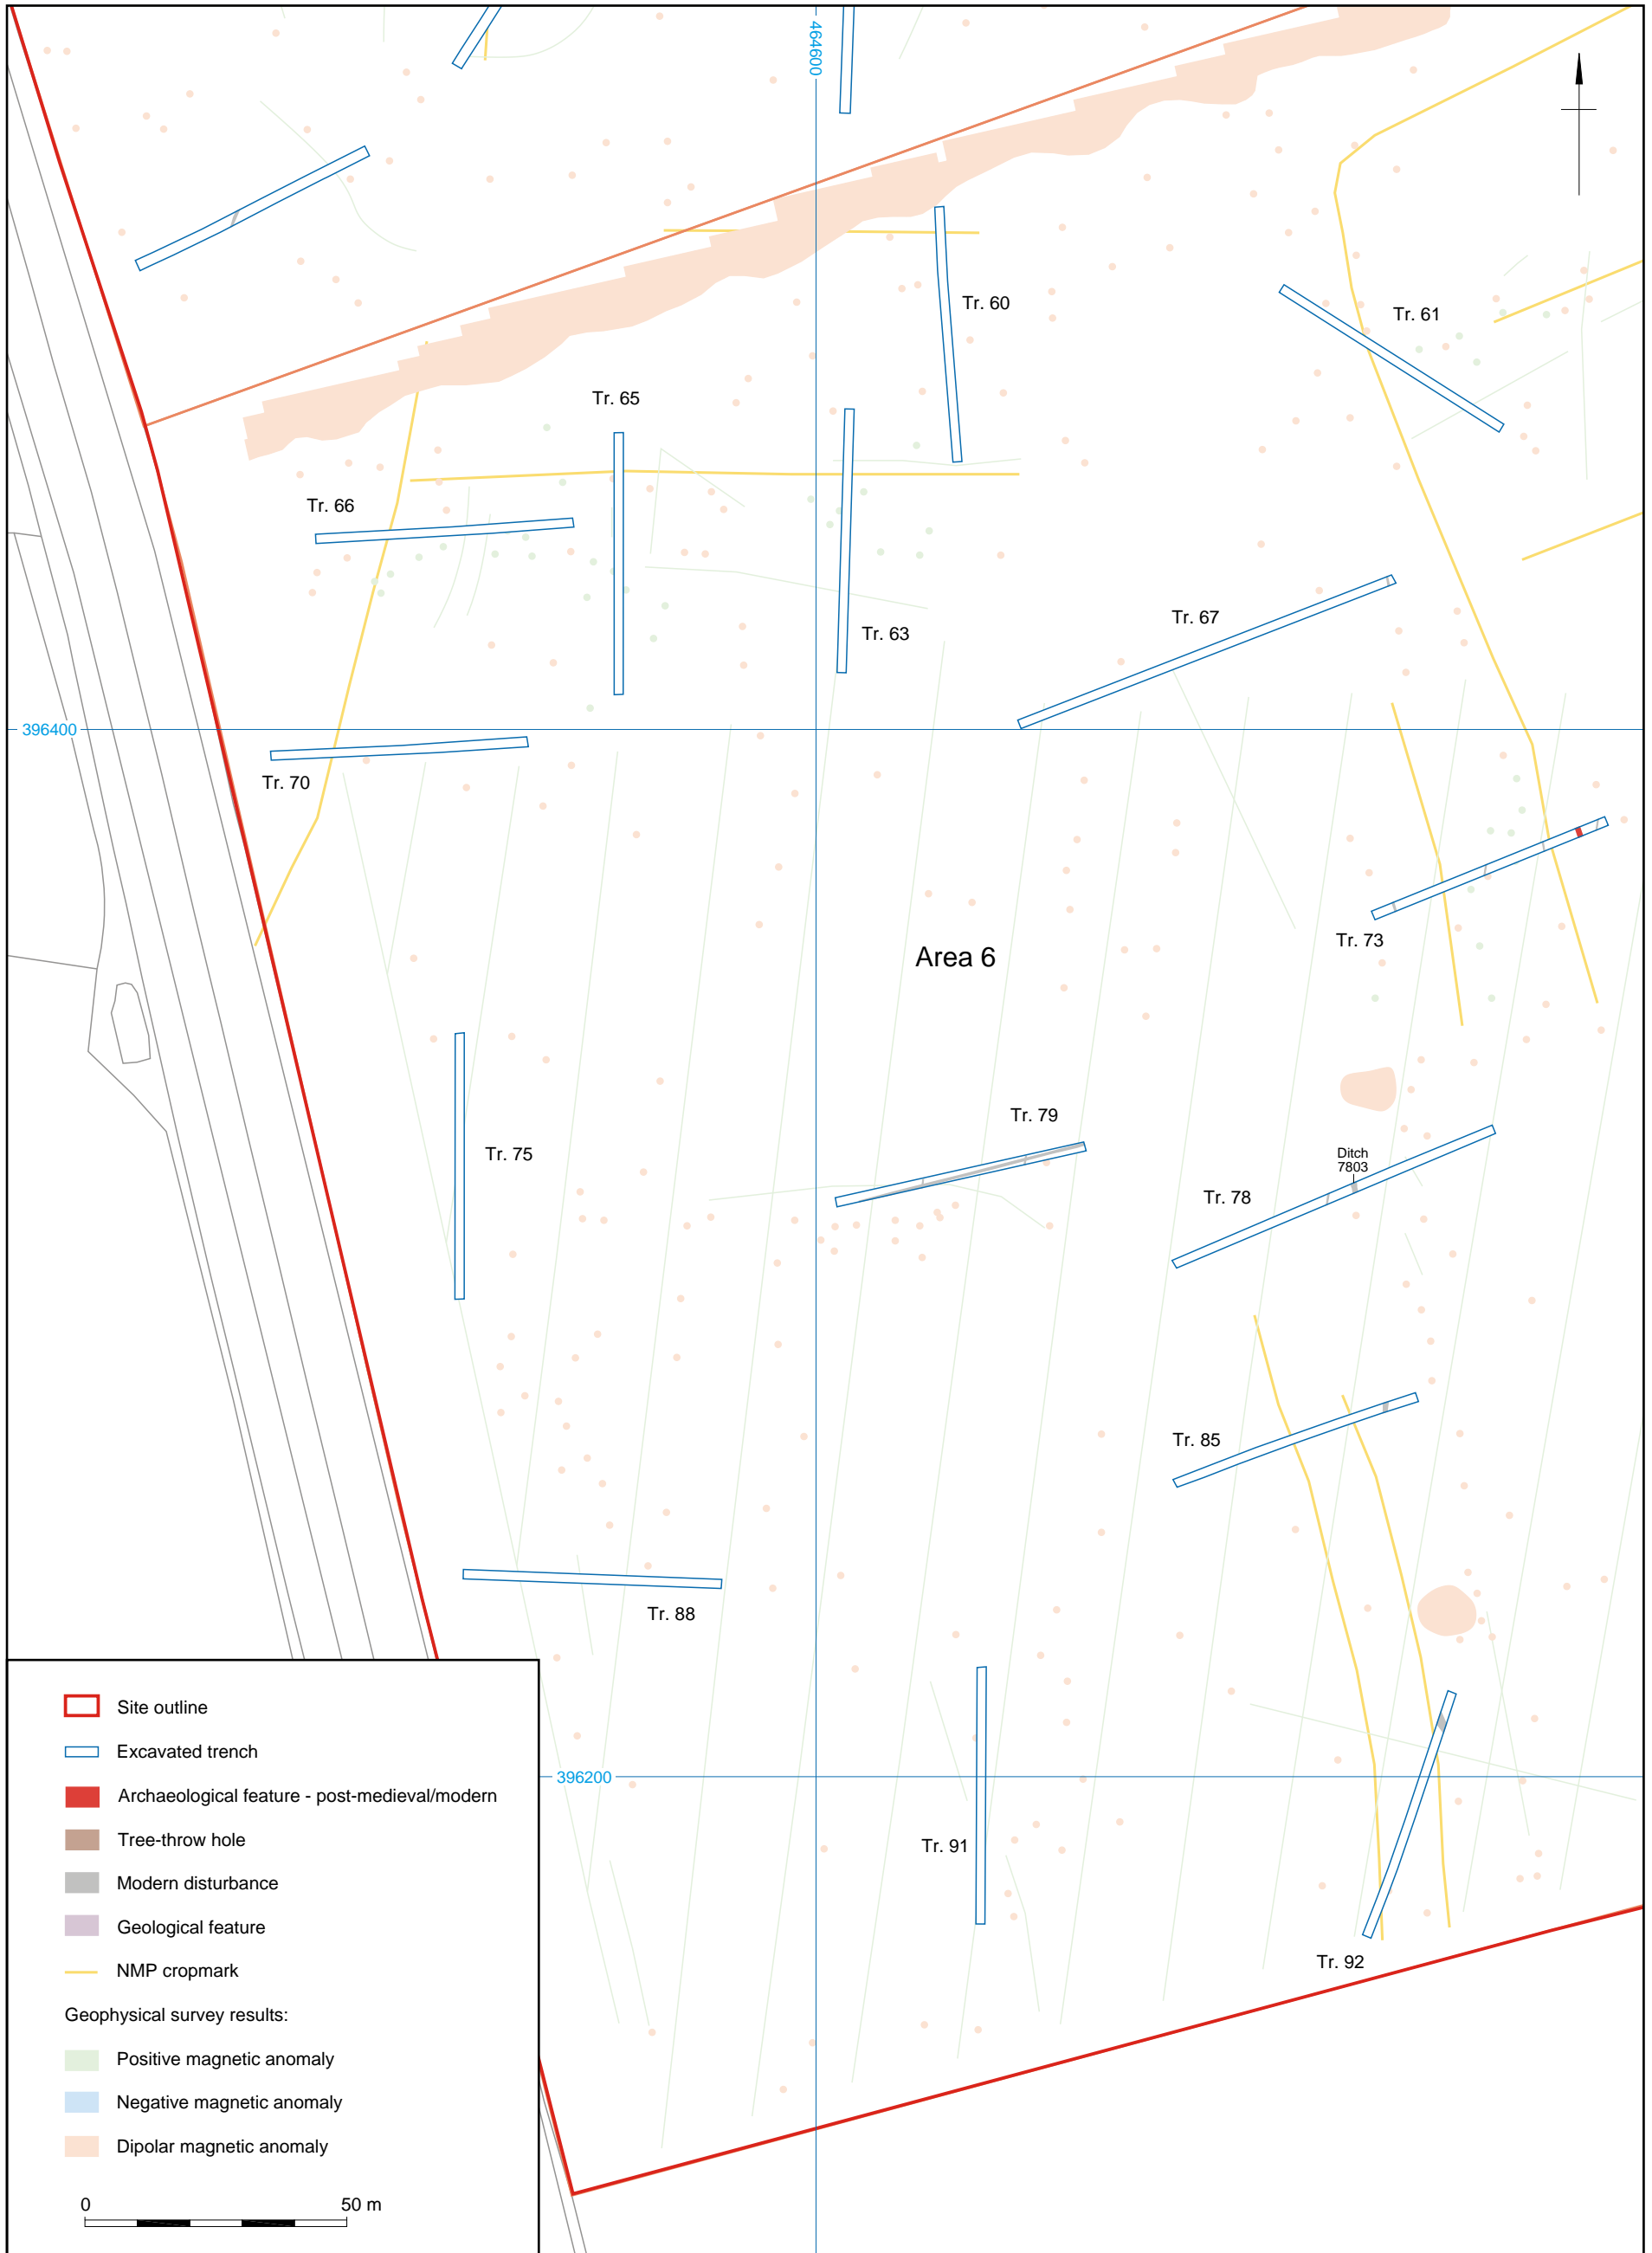 464600
Tr. 60
Tr. 61
Tr. 65
Tr. 66
Tr. 67
Tr. 63
396400
Tr. 70
Tr. 73
Area 6
Tr. 79
Tr. 75
Ditch
7803
Tr. 78
Tr. 85
Tr. 88
396200
Tr. 91
Tr. 92
Site outline
Excavated trench
Archaeological feature - post-medieval/modern
Tree-throw hole
Modern disturbance
Geological feature
NMP cropmark
Geophysical survey results:
Positive magnetic anomaly
Negative magnetic anomaly
Dipolar magnetic anomaly
0 50 m